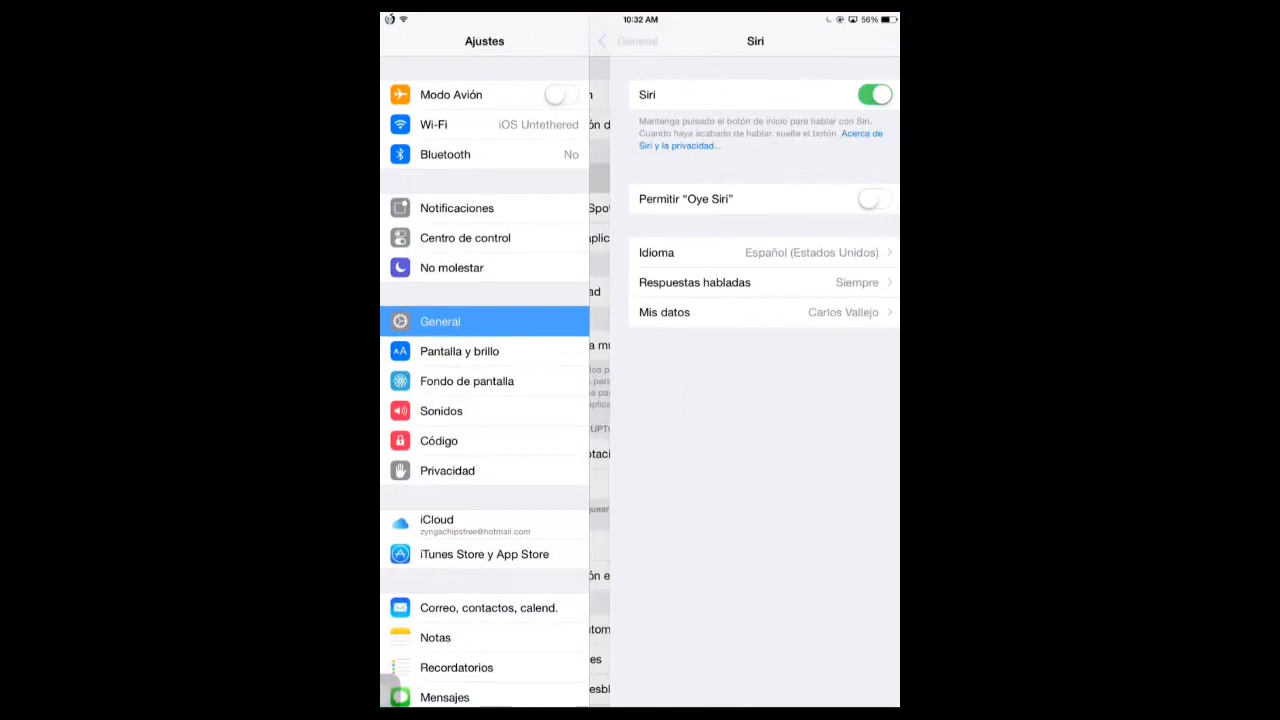 10:32 AM
56%
Ajustes
General
Siri
Modo Avión
Wi-Fi
iOS Untethered
Bluetooth
No
Notificaciones
Centro de control
No molestar
General
Pantalla y brillo
Fondo de pantalla
Sonidos
Código
Privacidad
iCloud
zyngachipsfree@hotmail.com
iTunes Store y App Store
Correo, contactos, calend.
Notas
Recordatorios
Mensajes
Siri
Mantenga pulsado el botón de inicio para hablar con Siri.
Cuando haya acabado de hablar, suelte el botón. Acerca de
Siri y la privacidad...
Permitir “Oye Siri”
Idioma
Español (Estados Unidos)
Respuestas habladas
Siempre
Mis datos
Carlos Vallejo